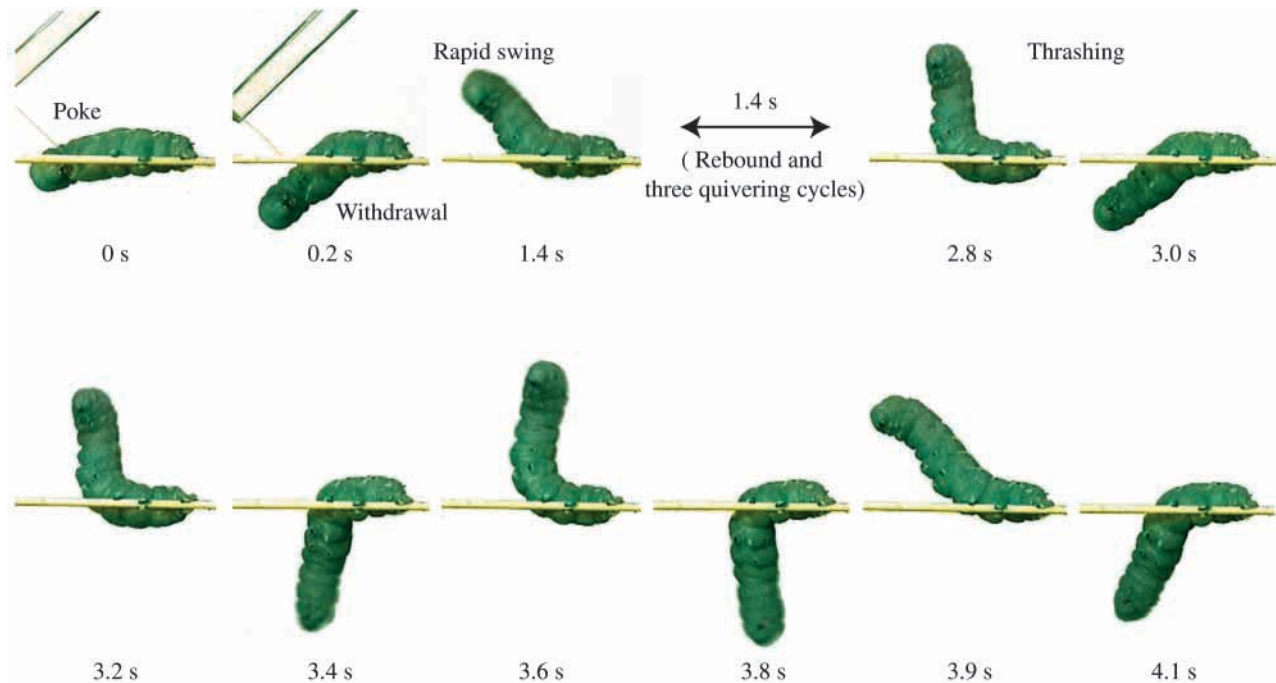 Poke
Withdrawal
Rapid swing
1.4 s
( Rebound and
three quivering cycles)
Thrashing
0 s
0.2 s
1.4 s
2.8 s
3.0 s
3.2 s
3.4 s
3.6 s
3.8 s
3.9 s
4.1 s